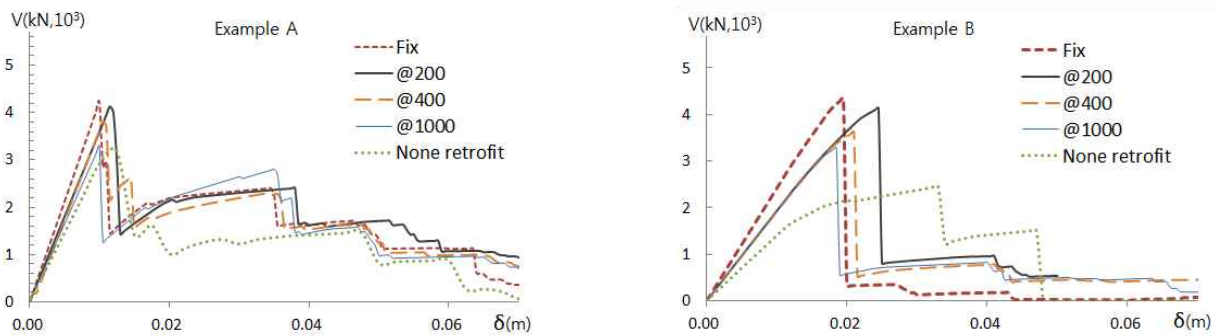 V(kN,10³)
Example A
5
4
3
2
1
0
Fix
@200
@400
@1000
None retrofit
0.00
0.02
0.04
0.06
δ(m)
V(kN,10³)
Example B
5
4
3
2
1
0
Fix
@200
@400
@1000
None retrofit
0.00
0.02
0.04
0.06
δ(m)